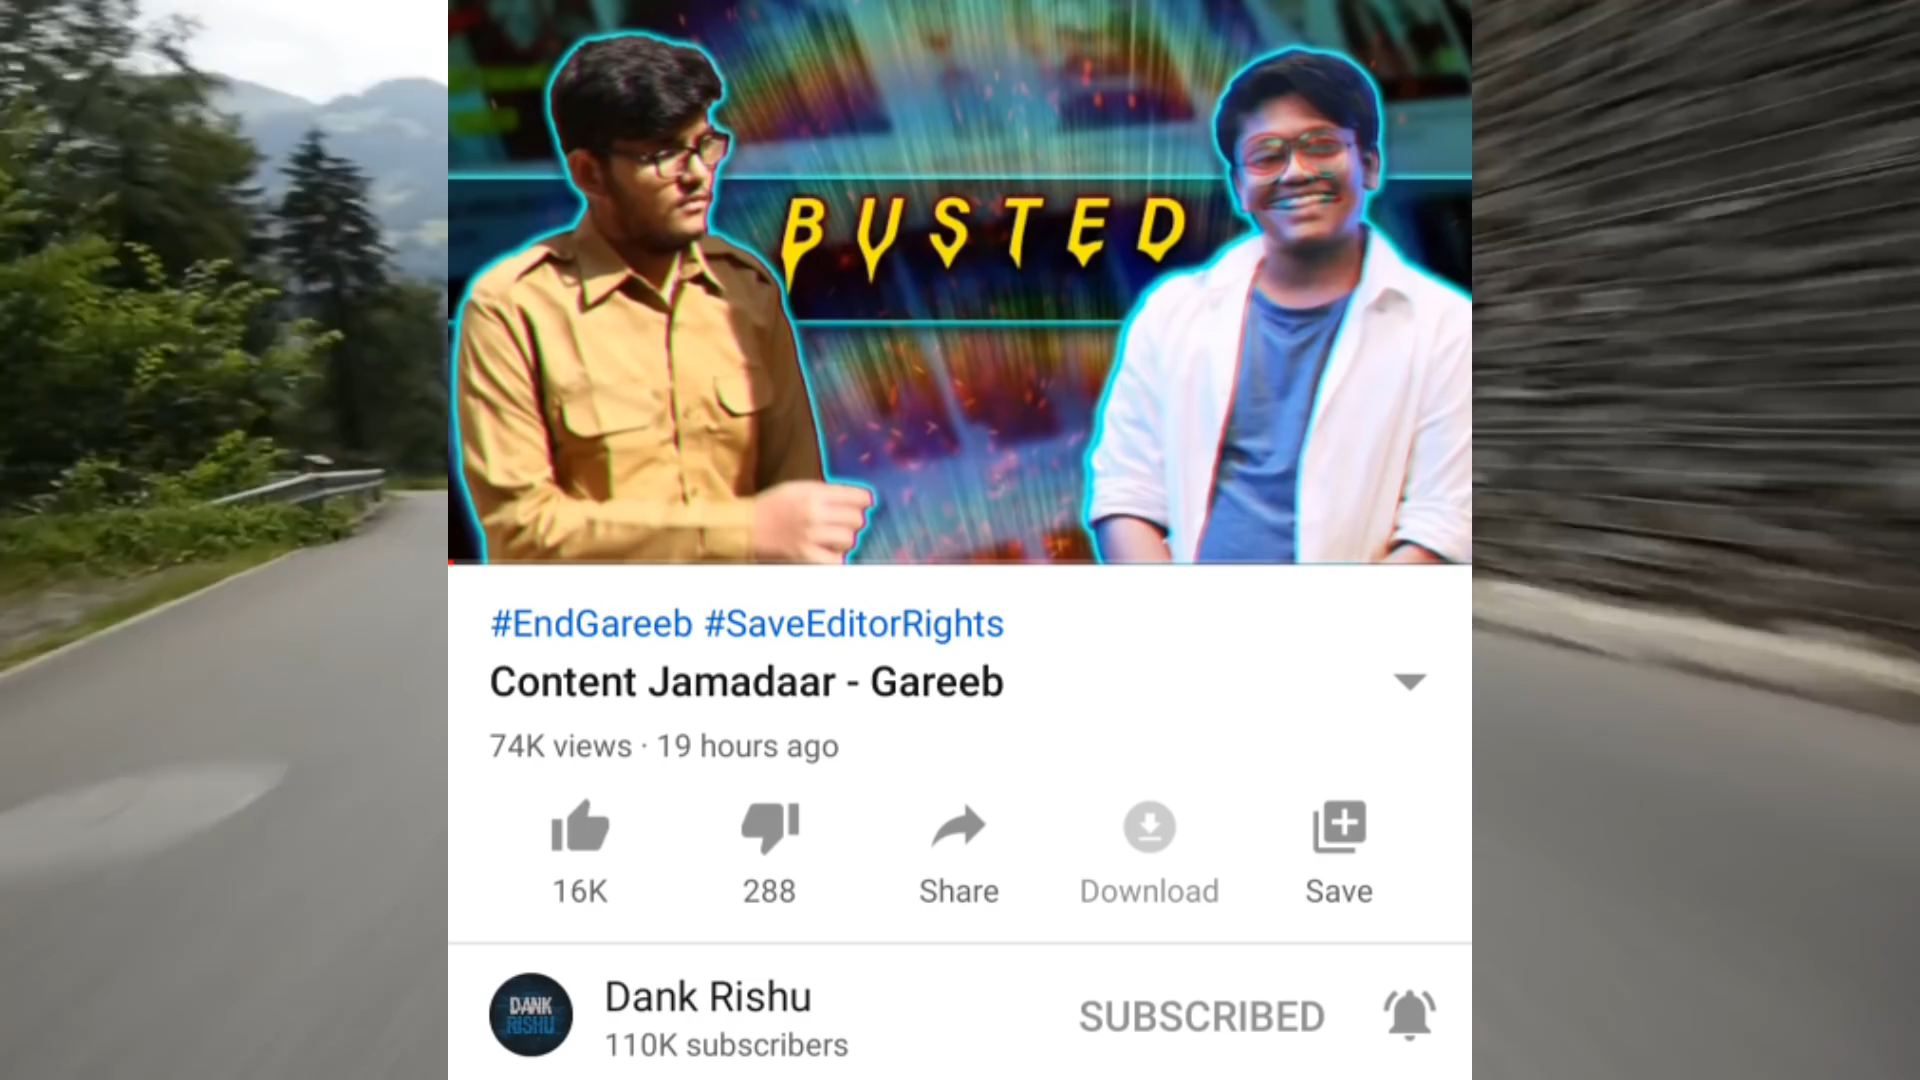 BUSTED
#EndGareeb #SaveEditorRights
Content Jamadaar - Gareeb
74K views · 19 hours ago
16K 288 Share Download Save
DANK
RISHU
Dank Rishu
SUBSCRIBED
110K subscribers